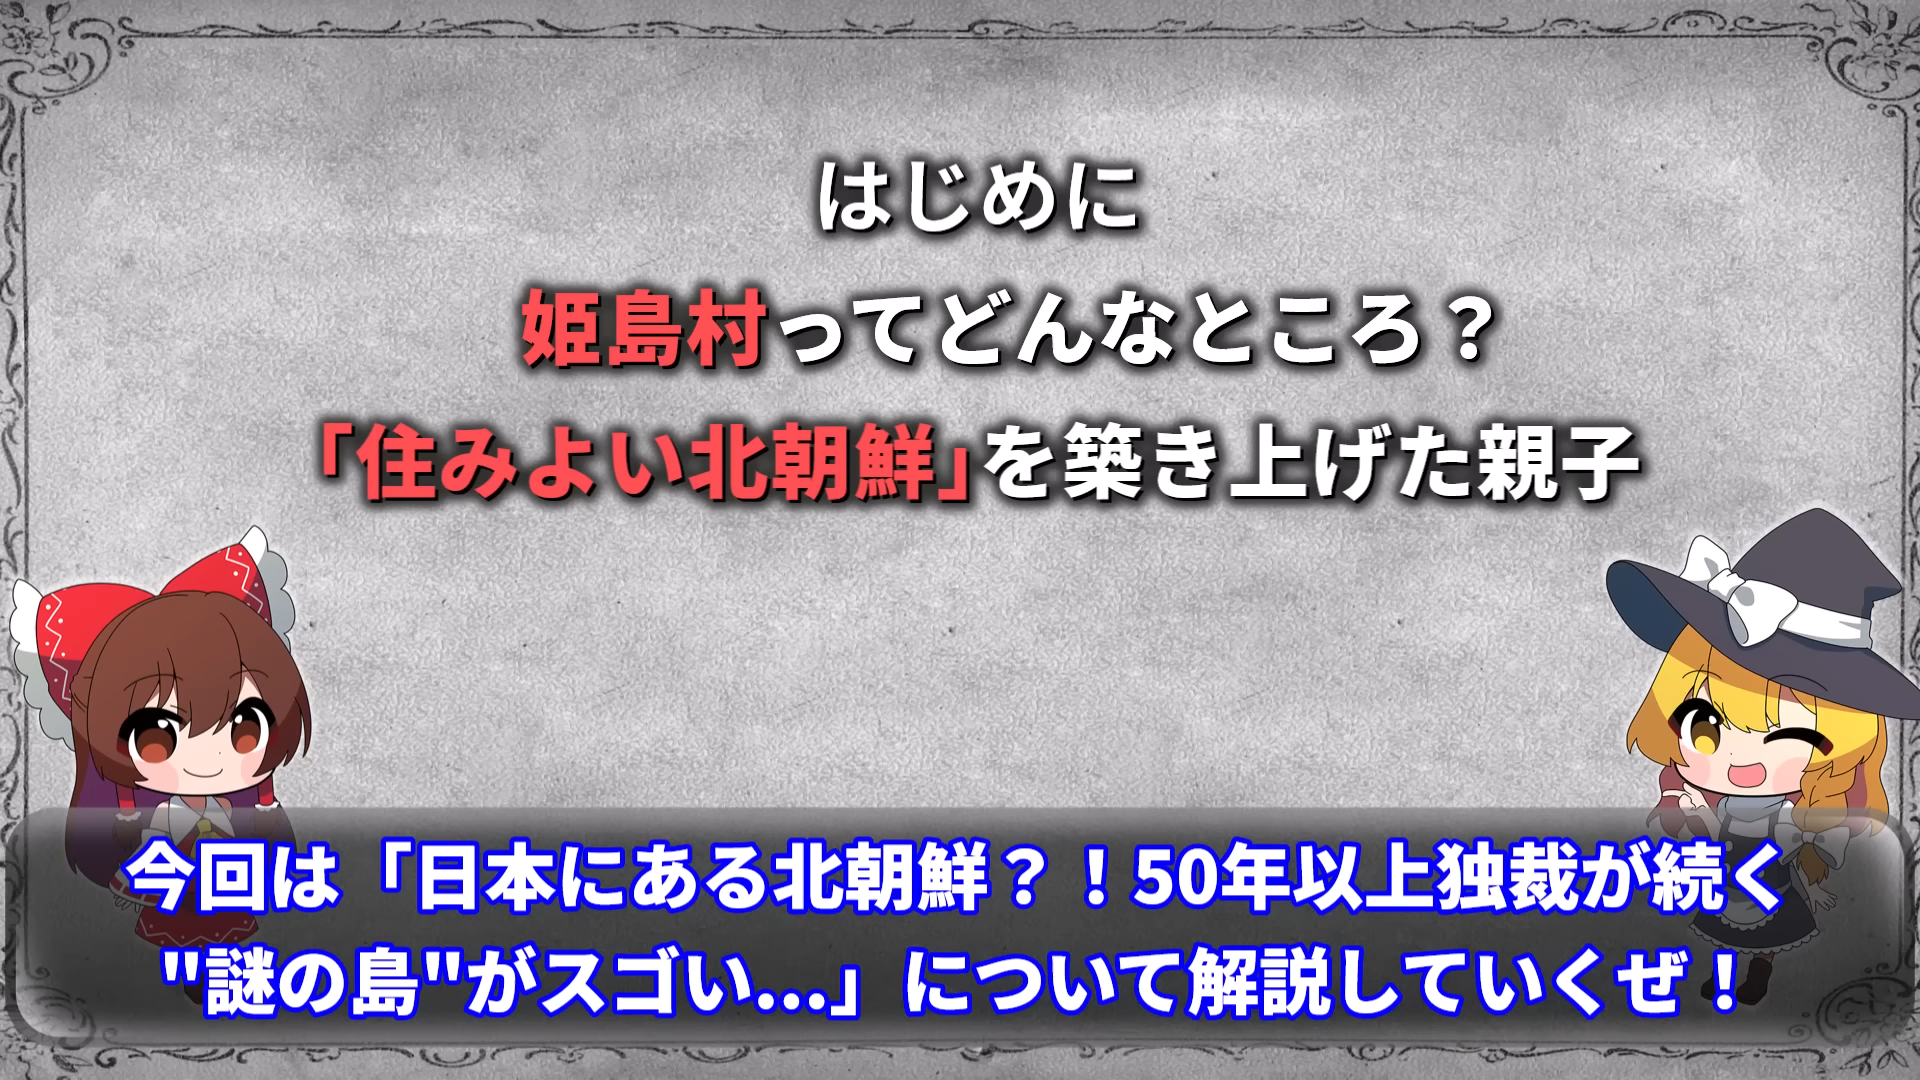 はじめに
姫島村ってどんなところ？
「住みよい北朝鮮」を築き上げた親子
今回は「日本にある北朝鮮？！50年以上独裁が続く
"謎の島"がスゴい…」について解説していくぜ！